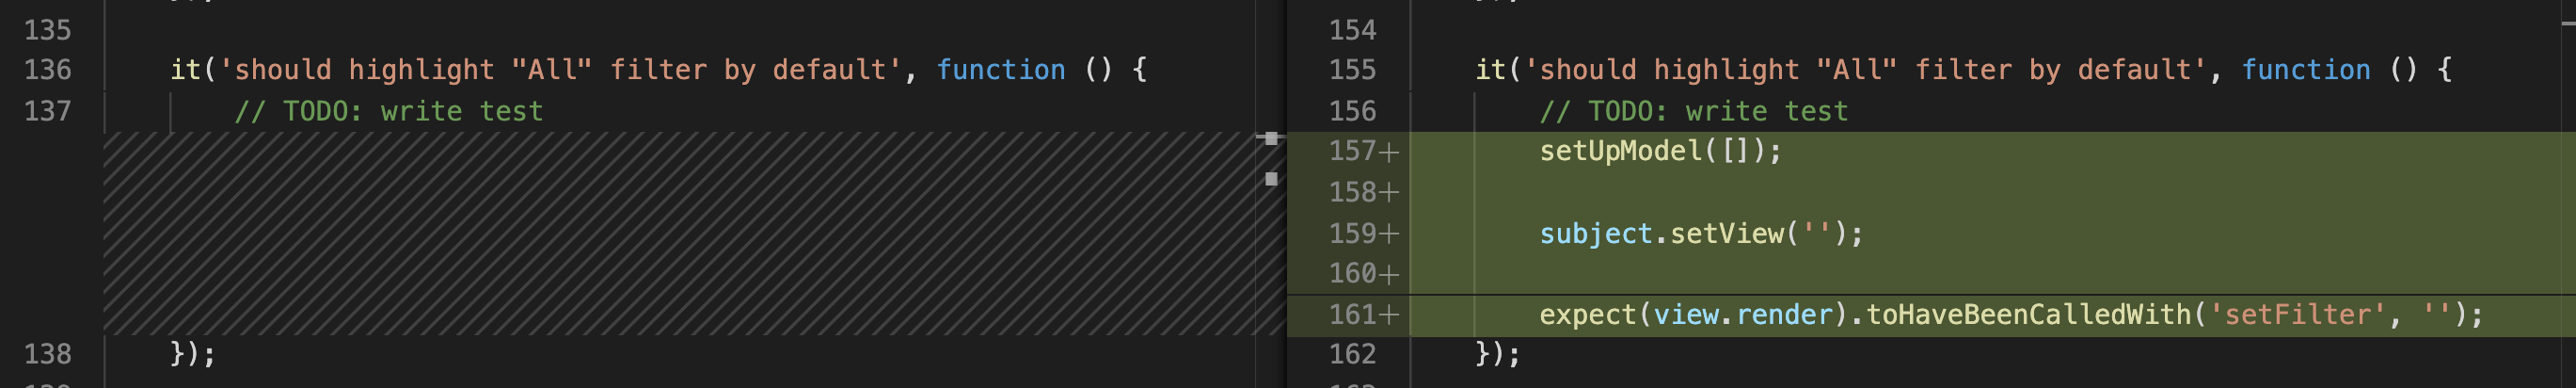 135
136 it('should highlight "All" filter by default', function () {
137 // TODO: write test
138 });
154
155 it('should highlight "All" filter by default', function () {
156 // TODO: write test
157+ setUpModel([]);
158+
159+ subject.setView('');
160+
161+ expect(view.render).toHaveBeenCalledWith('setFilter', '');
162 });